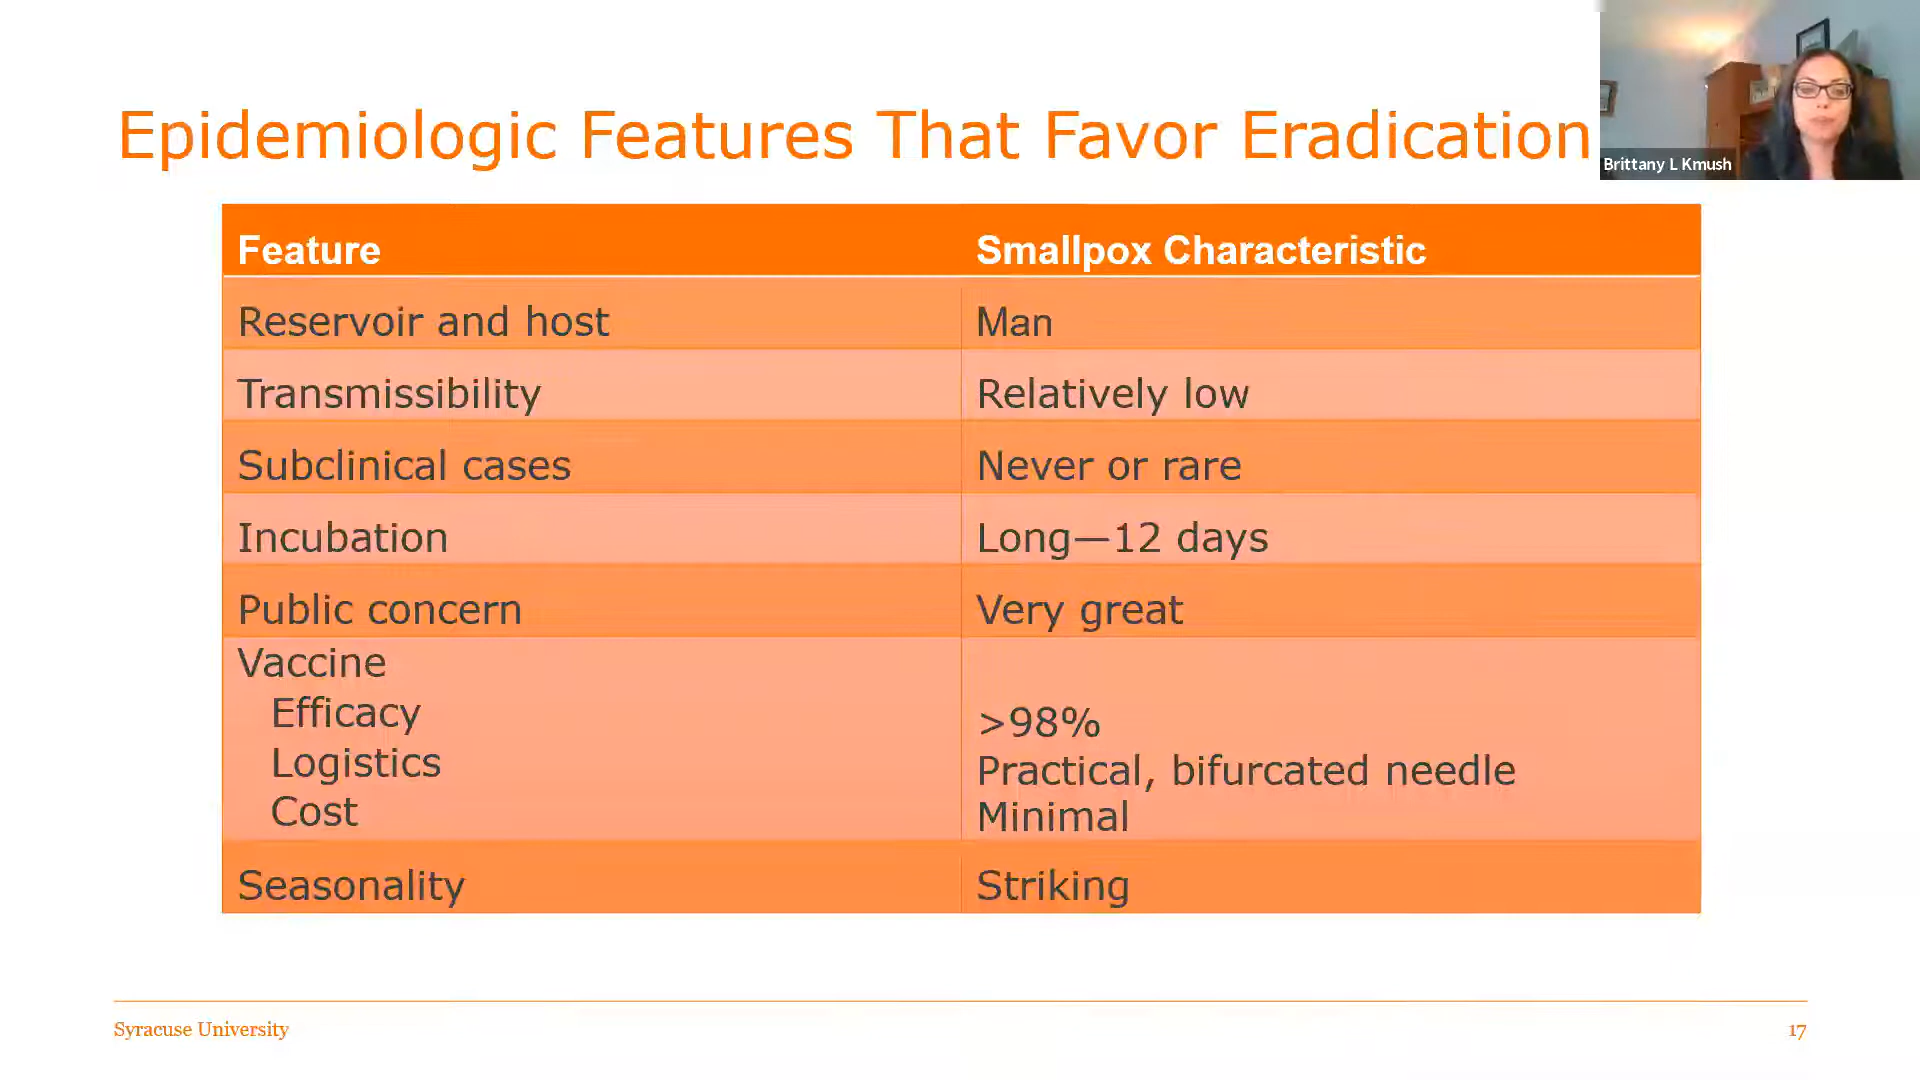 Epidemiologic Features That Favor Eradication
Brittany L Kmush
Feature Smallpox Characteristic
Reservoir and host Man
Transmissibility Relatively low
Subclinical cases Never or rare
Incubation Long—12 days
Public concern Very great
Vaccine
Efficacy >98%
Logistics Practical, bifurcated needle
Cost Minimal
Seasonality Striking
Syracuse University 17